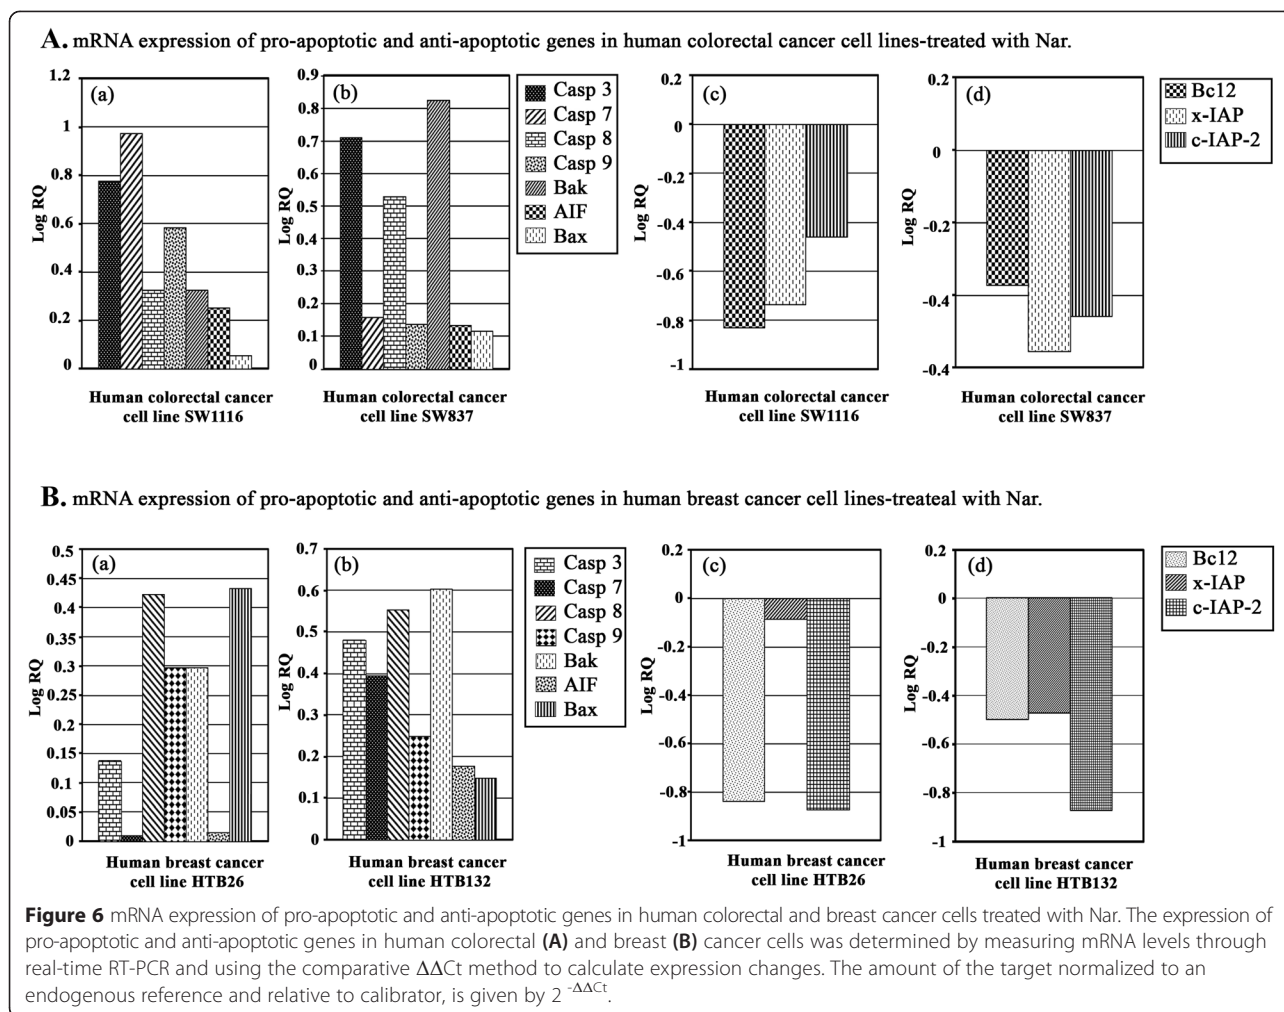 A. mRNA expression of pro-apoptotic and anti-apoptotic genes in human colorectal cancer cell lines-treated with Nar.
(a)
Log RQ
1.2
1
0.8
0.6
0.4
0.2
0
Human colorectal cancer
cell line SW1116
(b)
Log RQ
0.9
0.8
0.7
0.6
0.5
0.4
0.3
0.2
0.1
0
Human colorectal cancer
cell line SW837
Casp 3
Casp 7
Casp 8
Casp 9
Bak
AIF
Bax
(c)
Log RQ
0.2
0
-0.2
-0.4
-0.6
-0.8
-1
Human colorectal cancer
cell line SW1116
(d)
Log RQ
0.2
0
-0.2
-0.4
-0.4
Human colorectal cancer
cell line SW837
Bc12
x-IAP
c-IAP-2
B. mRNA expression of pro-apoptotic and anti-apoptotic genes in human breast cancer cell lines-treateal with Nar.
(a)
Log RQ
0.5
0.45
0.4
0.35
0.3
0.25
0.2
0.15
0.1
0.05
0
Human breast cancer
cell line HTB26
(b)
Log RQ
0.7
0.6
0.5
0.4
0.3
0.2
0.1
0
Human breast cancer
cell line HTB132
Casp 3
Casp 7
Casp 8
Casp 9
Bak
AIF
Bax
(c)
Log RQ
0.2
0
-0.2
-0.4
-0.6
-0.8
-1
Human breast cancer
cell line HTB26
(d)
Log RQ
0.2
0
-0.2
-0.4
-0.6
-0.8
-1
Human breast cancer
cell line HTB132
Bc12
x-IAP
c-IAP-2
Figure 6 mRNA expression of pro-apoptotic and anti-apoptotic genes in human colorectal and breast cancer cells treated with Nar. The expression of
pro-apoptotic and anti-apoptotic genes in human colorectal (A) and breast (B) cancer cells was determined by measuring mRNA levels through
real-time RT-PCR and using the comparative ΔΔCt method to calculate expression changes. The amount of the target normalized to an
endogenous reference and relative to calibrator, is given by 2 -ΔΔCt.